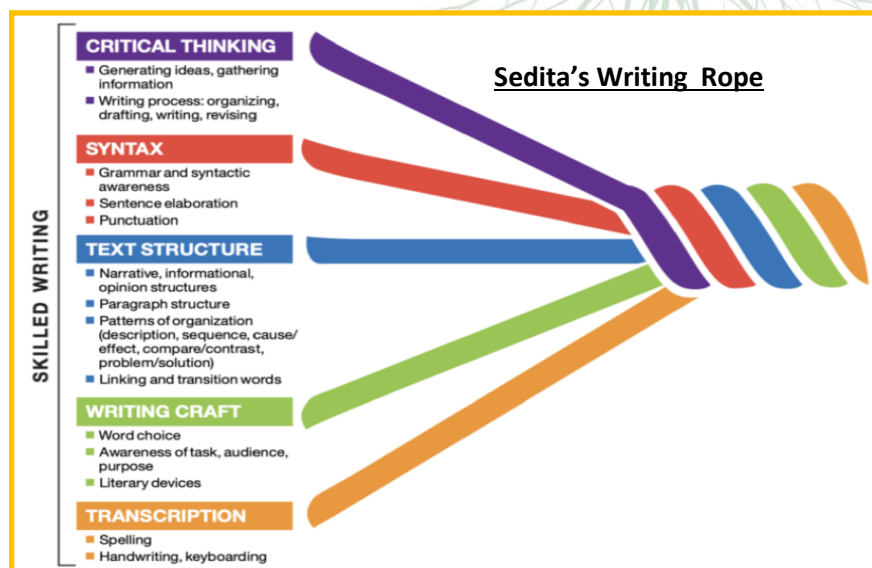 Sedita's Writing Rope
SKILLED WRITING
CRITICAL THINKING
Generating ideas, gathering
information
Writing process: organizing,
drafting, writing, revising
SYNTAX
Grammar and syntactic
awareness
Sentence elaboration
Punctuation
TEXT STRUCTURE
Narrative, informational,
opinion structures
Paragraph structure
Patterns of organization
(description, sequence, cause/
effect, compare/contrast,
problem/solution)
Linking and transition words
WRITING CRAFT
Word choice
Awareness of task, audience,
purpose
Literary devices
TRANSCRIPTION
Spelling
Handwriting, keyboarding